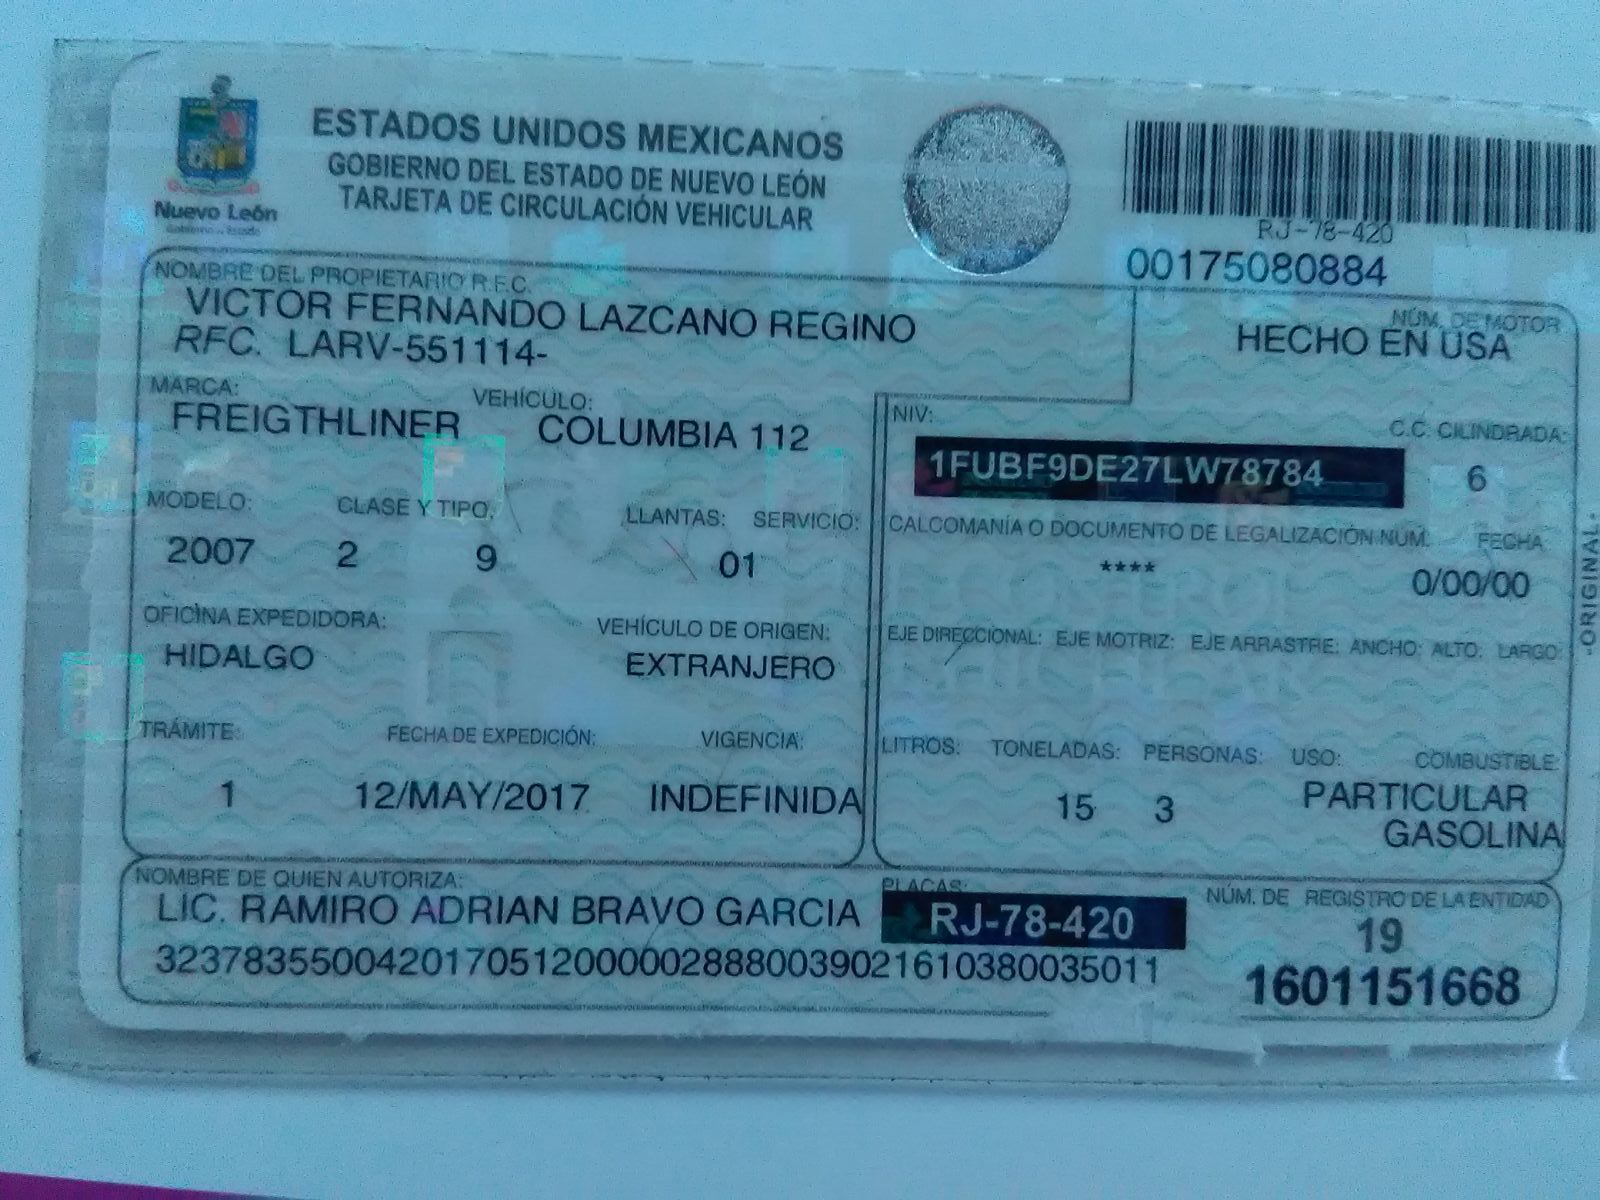 ESTADOS UNIDOS MEXICANOS
GOBIERNO DEL ESTADO DE NUEVO LEÓN
TARJETA DE CIRCULACIÓN VEHICULAR
Nuevo León
Gobierno del Estado
RJ-78-420
00175080884
NOMBRE DEL PROPIETARIO R.F.C.
VICTOR FERNANDO LAZCANO REGINO
RFC. LARV-551114-
NÚM. DE MOTOR
HECHO EN USA
MARCA: VEHÍCULO:
FREIGTHLINER COLUMBIA 112
NIV: C.C. CILINDRADA:
1FUBF9DE27LW78784 6
MODELO: CLASE Y TIPO. LLANTAS: SERVICIO:
2007 2 9 01
CALCOMANÍA O DOCUMENTO DE LEGALIZACIÓN NÚM. FECHA
**** 0/00/00
OFICINA EXPEDIDORA: VEHÍCULO DE ORIGEN:
HIDALGO EXTRANJERO
EJE DIRECCIONAL: EJE MOTRIZ: EJE ARRASTRE: ANCHO: ALTO: LARGO:
TRÁMITE: FECHA DE EXPEDICIÓN: VIGENCIA:
1 12/MAY/2017 INDEFINIDA
LITROS: TONELADAS: PERSONAS: USO: COMBUSTIBLE:
15 3 PARTICULAR
GASOLINA
NOMBRE DE QUIEN AUTORIZA:
LIC. RAMIRO ADRIAN BRAVO GARCIA
PLACAS:
RJ-78-420
NÚM. DE REGISTRO DE LA ENTIDAD
19
32378355004201705120000028880039021610380035011
1601151668
-ORIGINAL-